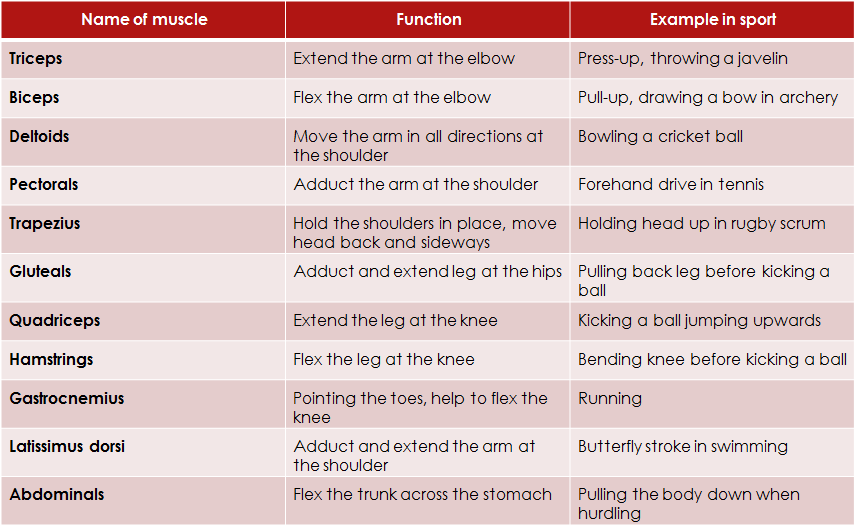 Name of muscle Function Example in sport
Triceps Extend the arm at the elbow Press-up, throwing a javelin
Biceps Flex the arm at the elbow Pull-up, drawing a bow in archery
Deltoids Move the arm in all directions at Bowling a cricket ball
the shoulder
Pectorals Adduct the arm at the shoulder Forehand drive in tennis
Trapezius Hold the shoulders in place, move Holding head up in rugby scrum
head back and sideways
Gluteals Adduct and extend leg at the hips Pulling back leg before kicking a
ball
Quadriceps Extend the leg at the knee Kicking a ball jumping upwards
Hamstrings Flex the leg at the knee Bending knee before kicking a ball
Gastrocnemius Pointing the toes, help to flex the Running
knee
Latissimus dorsi Adduct and extend the arm at Butterfly stroke in swimming
the shoulder
Abdominals Flex the trunk across the stomach Pulling the body down when
hurdling